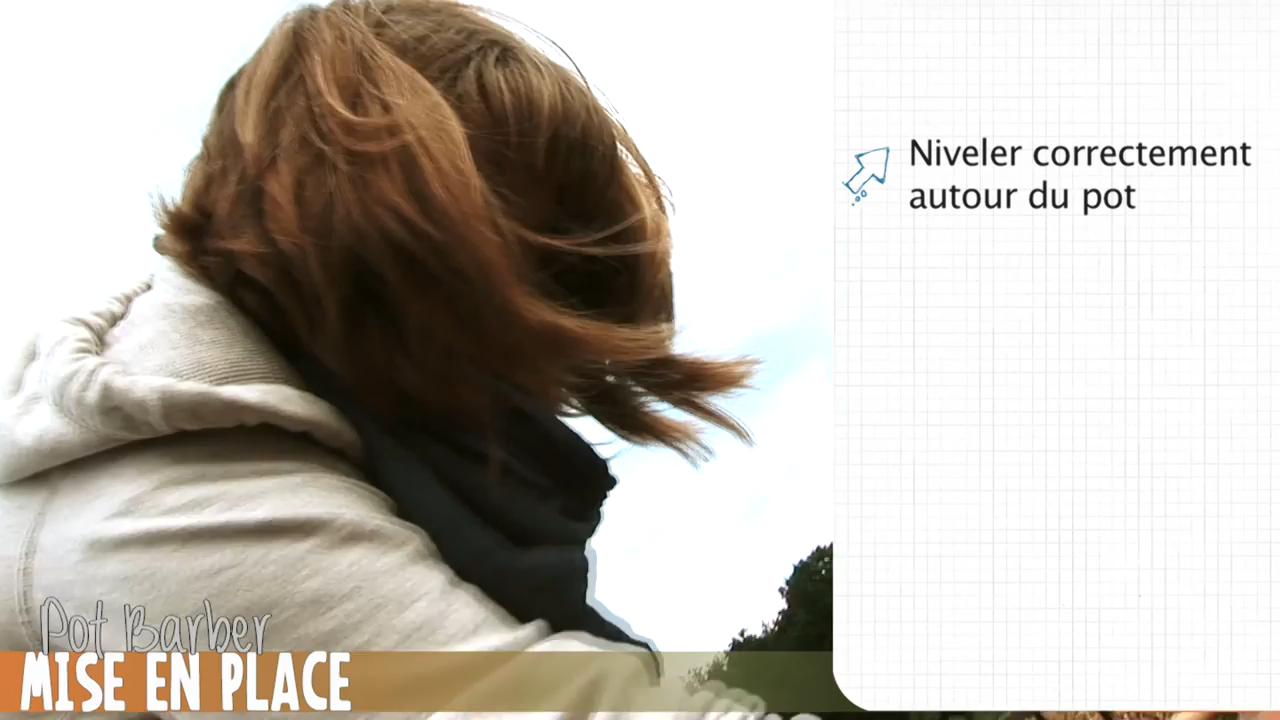 Niveler correctement
autour du pot
Pot Barber
MISE EN PLACE